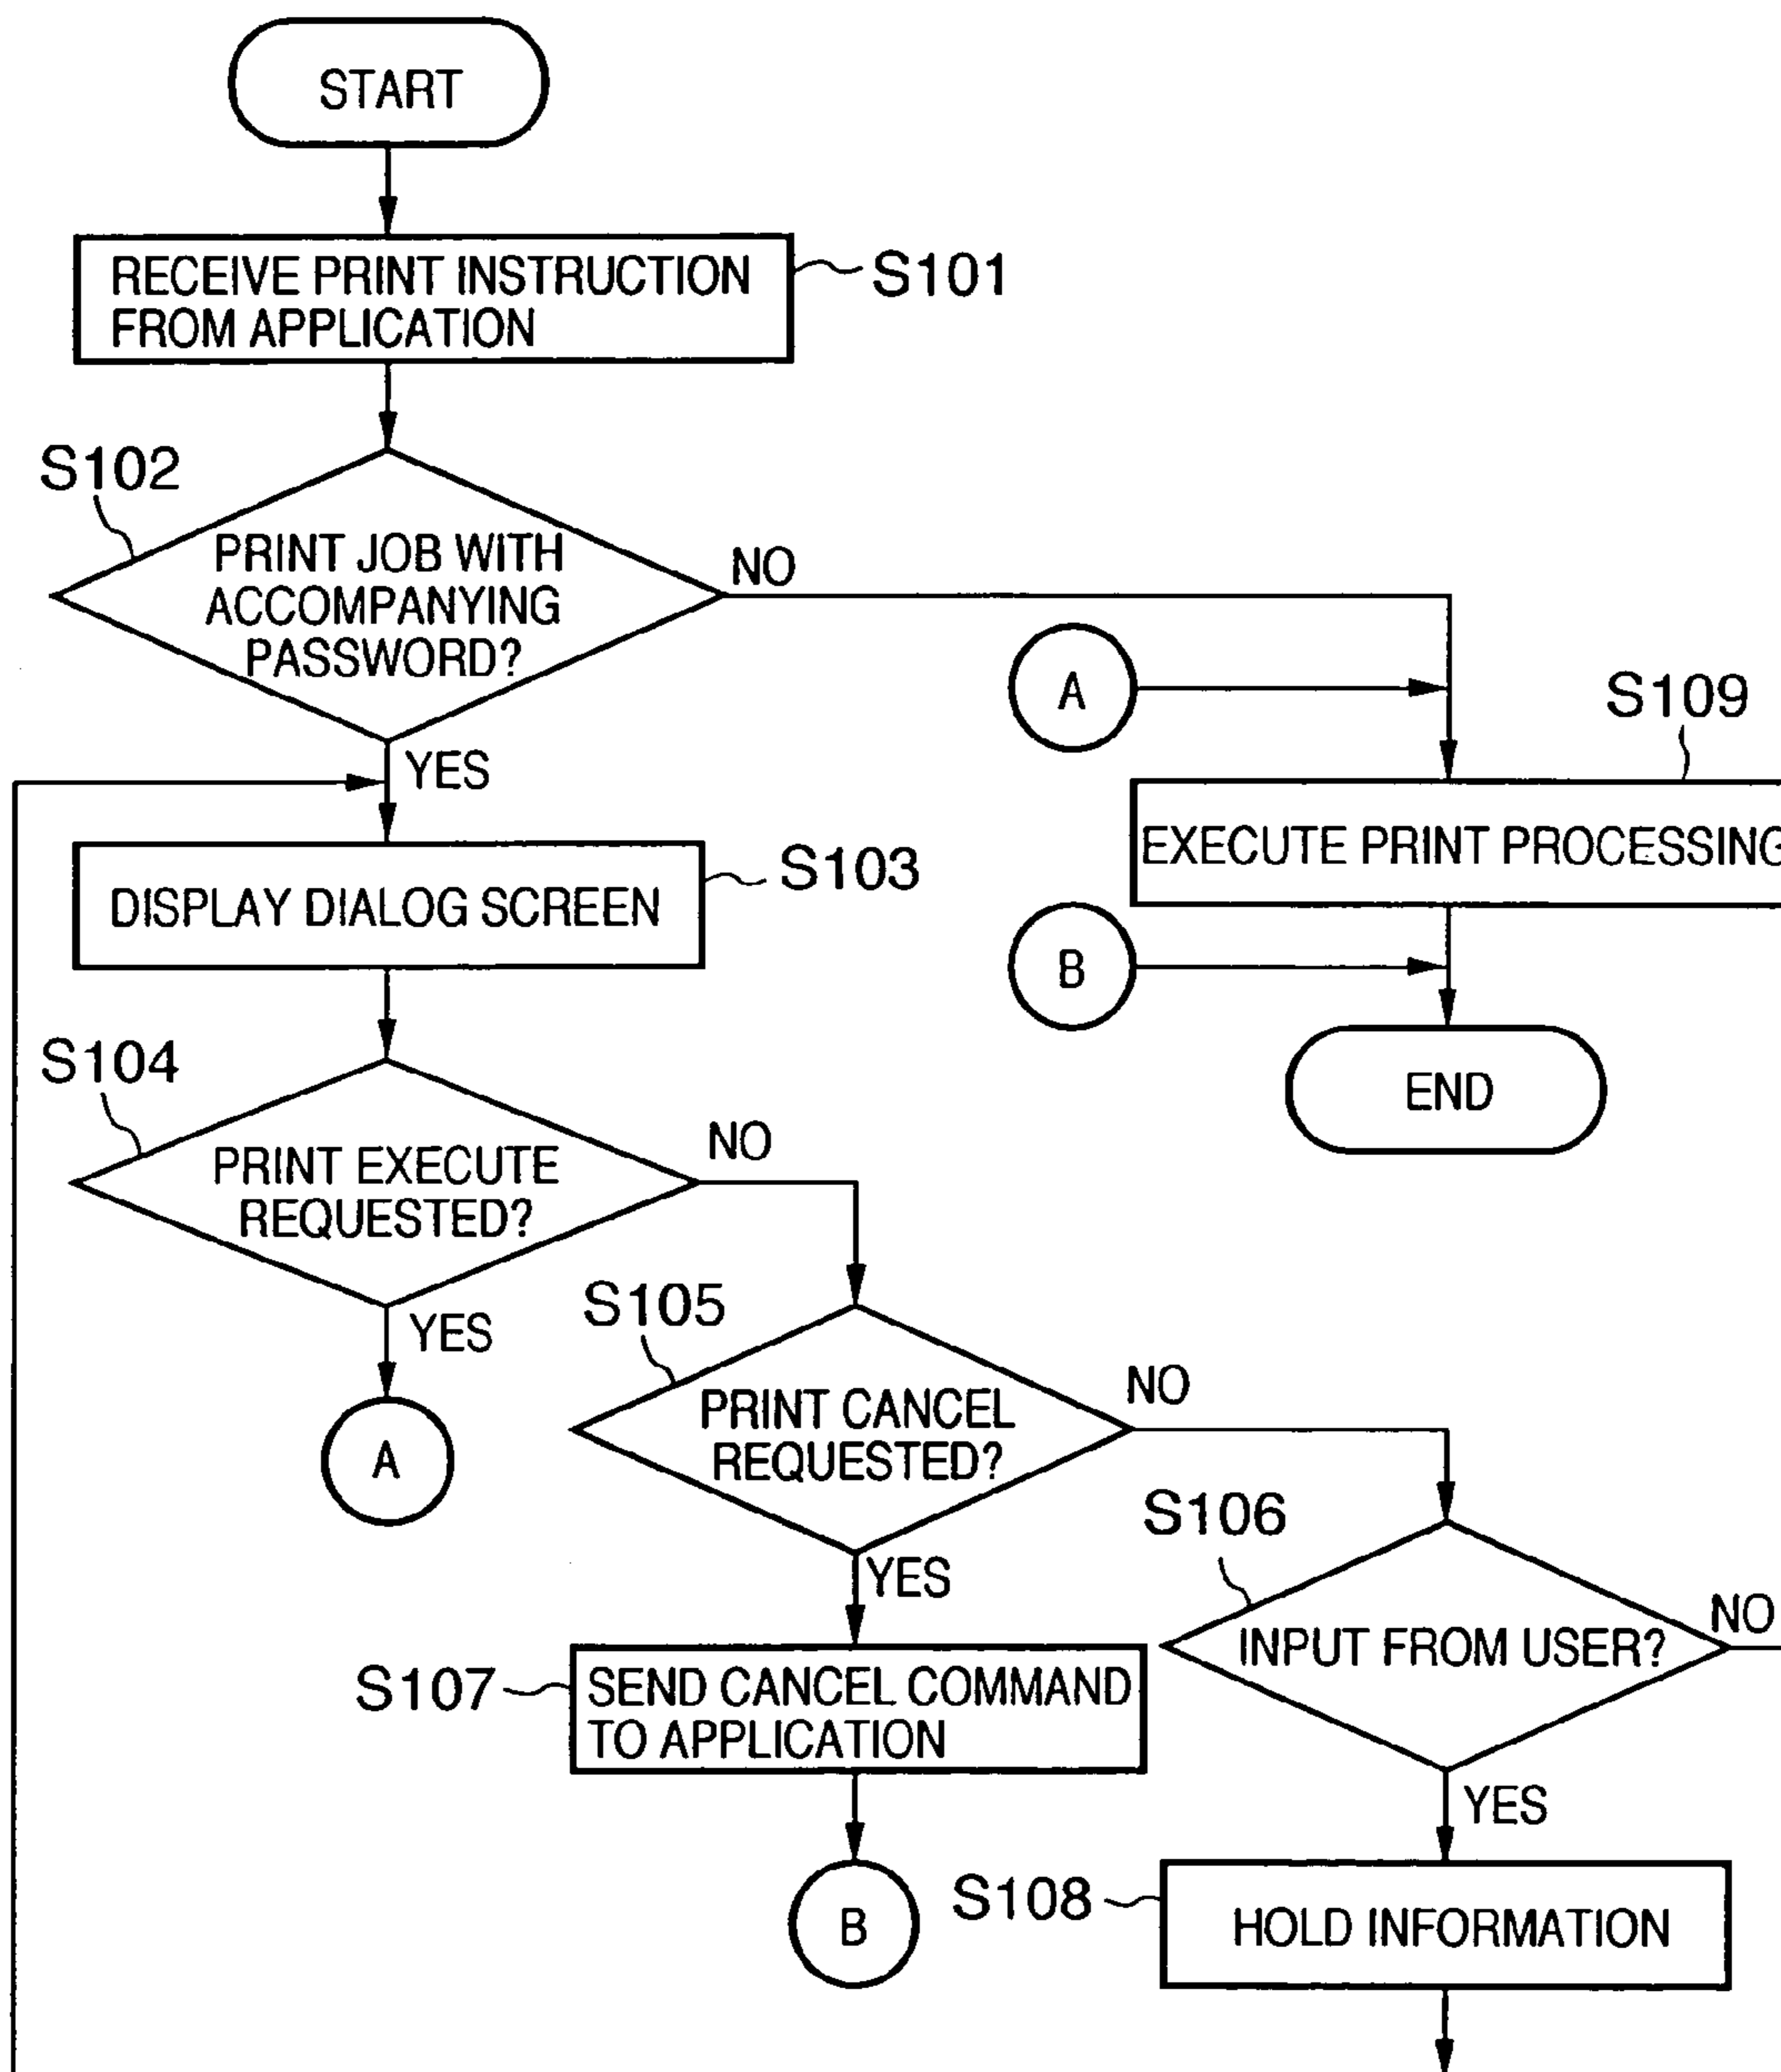 START
RECEIVE PRINT INSTRUCTION
FROM APPLICATION
S101
S102
PRINT JOB WITH
ACCOMPANYING
PASSWORD?
NO
YES
A
S109
EXECUTE PRINT PROCESSING
B
END
DISPLAY DIALOG SCREEN
S103
S104
PRINT EXECUTE
REQUESTED?
NO
YES
A
S105
PRINT CANCEL
REQUESTED?
NO
YES
S107
SEND CANCEL COMMAND
TO APPLICATION
B
S106
INPUT FROM USER?
NO
YES
S108
HOLD INFORMATION